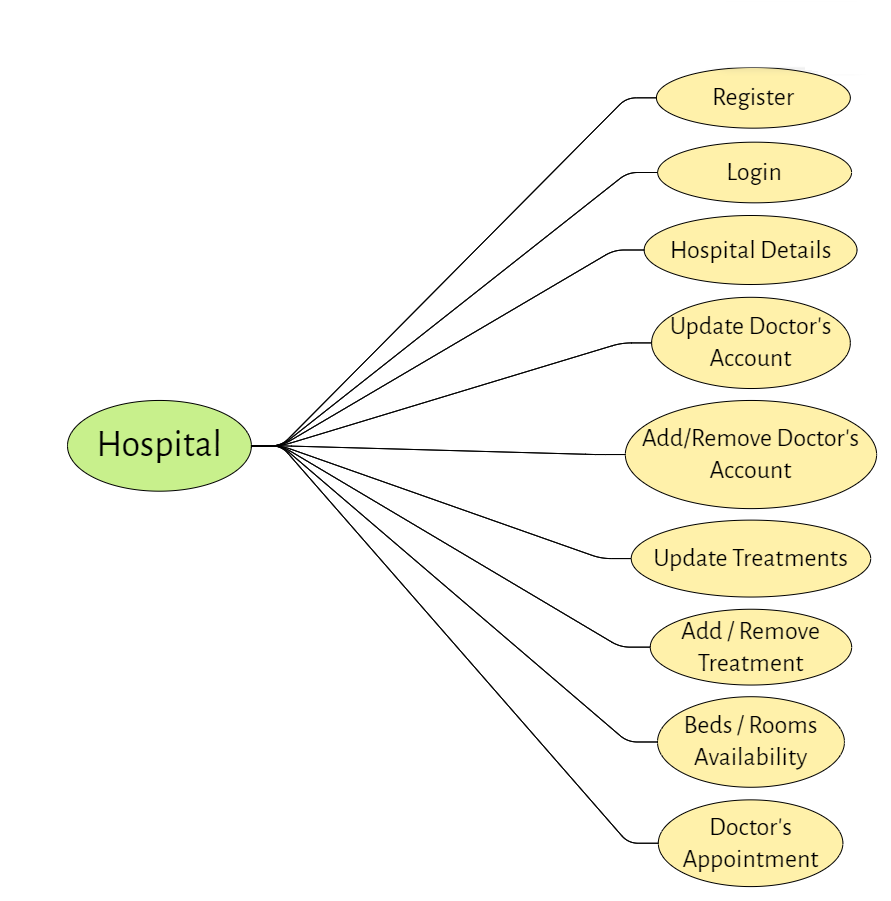 Register
Login
Hospital Details
Update Doctor's
Account
Hospital
Add/Remove Doctor's
Account
Update Treatments
Add / Remove
Treatment
Beds / Rooms
Availability
Doctor's
Appointment